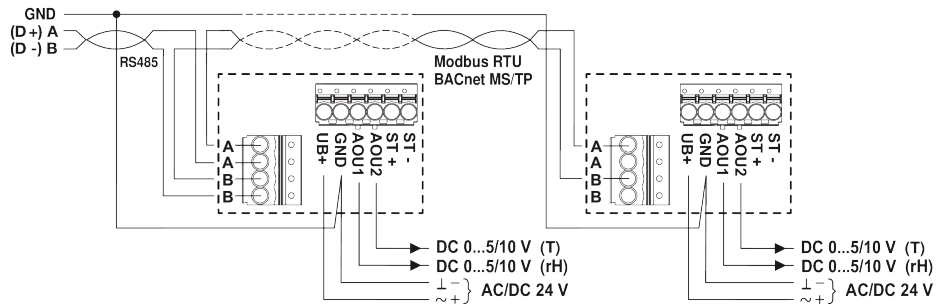 GND
(D+) A
(D-) B
RS485
Modbus RTU
BACnet MS/TP
UB+ GND AOU1 AOU2 ST+ ST-
A
A
B
B
DC 0...5/10 V (T)
DC 0...5/10 V (rH)
⊥ –
~ + } AC/DC 24 V
UB+ GND AOU1 AOU2 ST+ ST-
A
A
B
B
DC 0...5/10 V (T)
DC 0...5/10 V (rH)
⊥ –
~ + } AC/DC 24 V